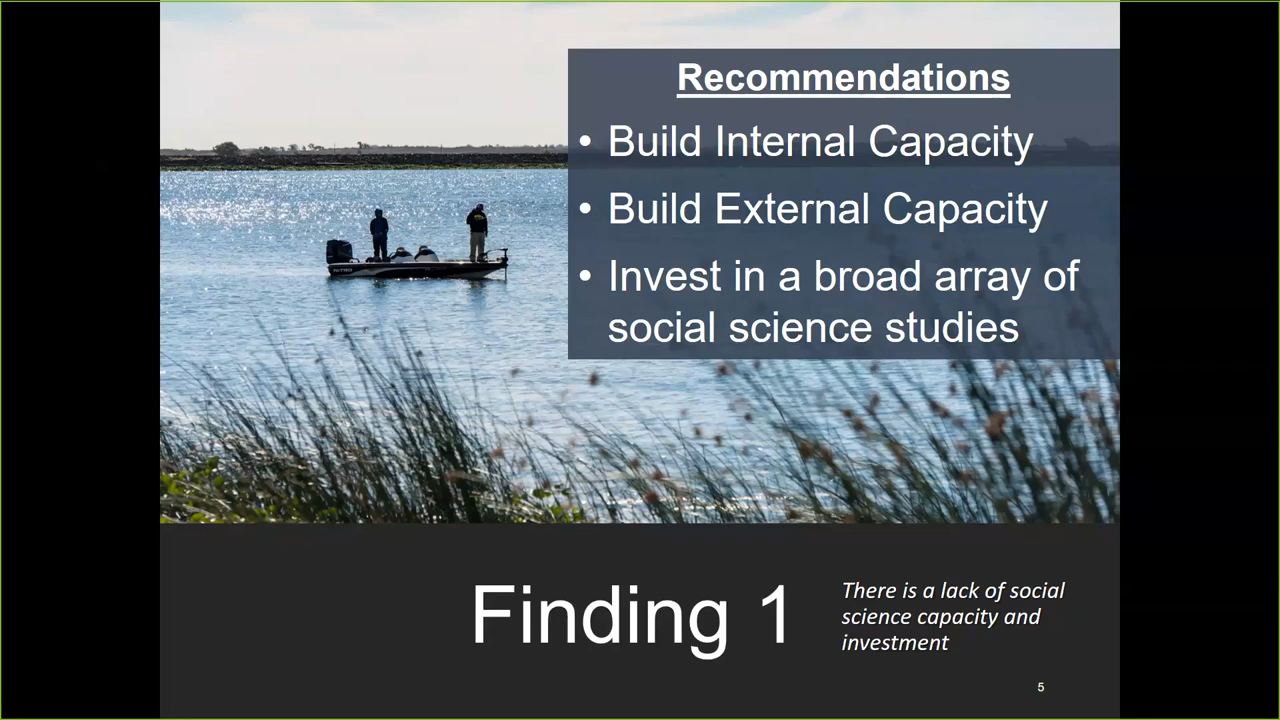 Recommendations
• Build Internal Capacity
• Build External Capacity
• Invest in a broad array of
social science studies
NITRO
Finding 1
There is a lack of social
science capacity and
investment
5